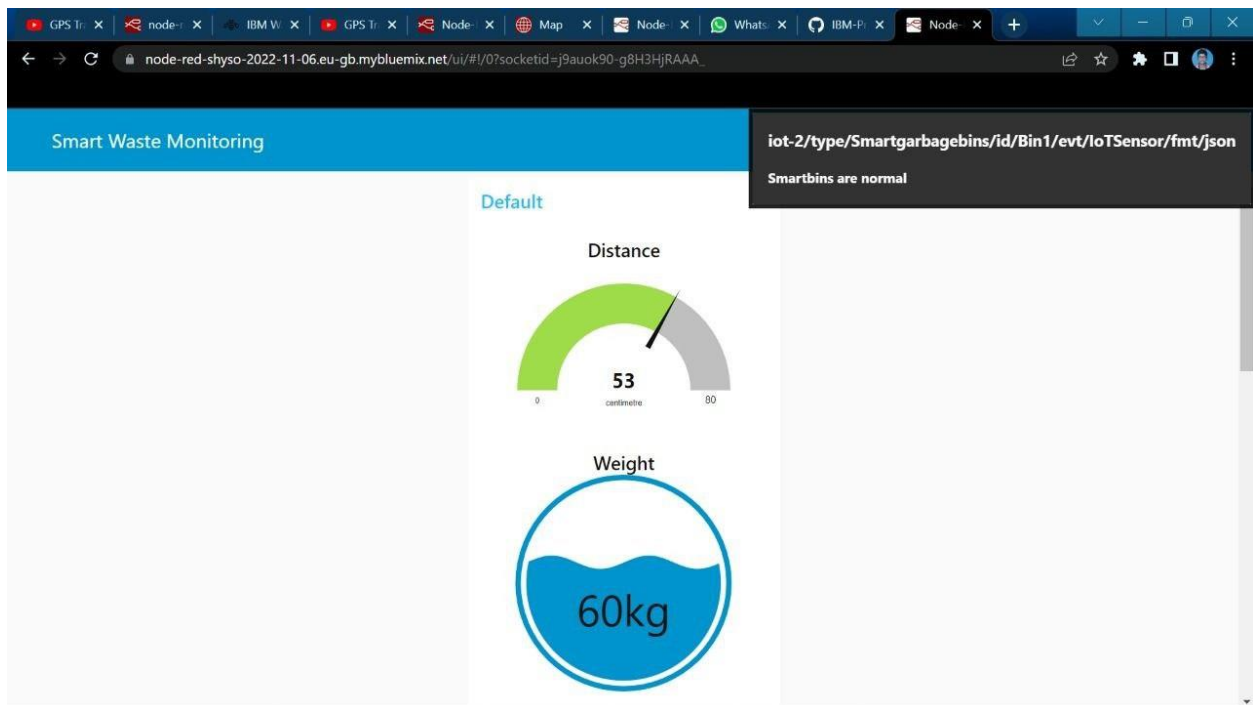 GPS Tr
node-r
IBM W
GPS Tr
Node-
Map
Node-
Whats
IBM-Pr
Node-
node-red-shyso-2022-11-06.eu-gb.mybluemix.net/ui/#!/0?socketid=j9auok90-g8H3HjRAAA_
Smart Waste Monitoring
iot-2/type/Smartgarbagebins/id/Bin1/evt/IoTSensor/fmt/json
Smartbins are normal
Default
Distance
53
centimetre
0
80
Weight
60kg